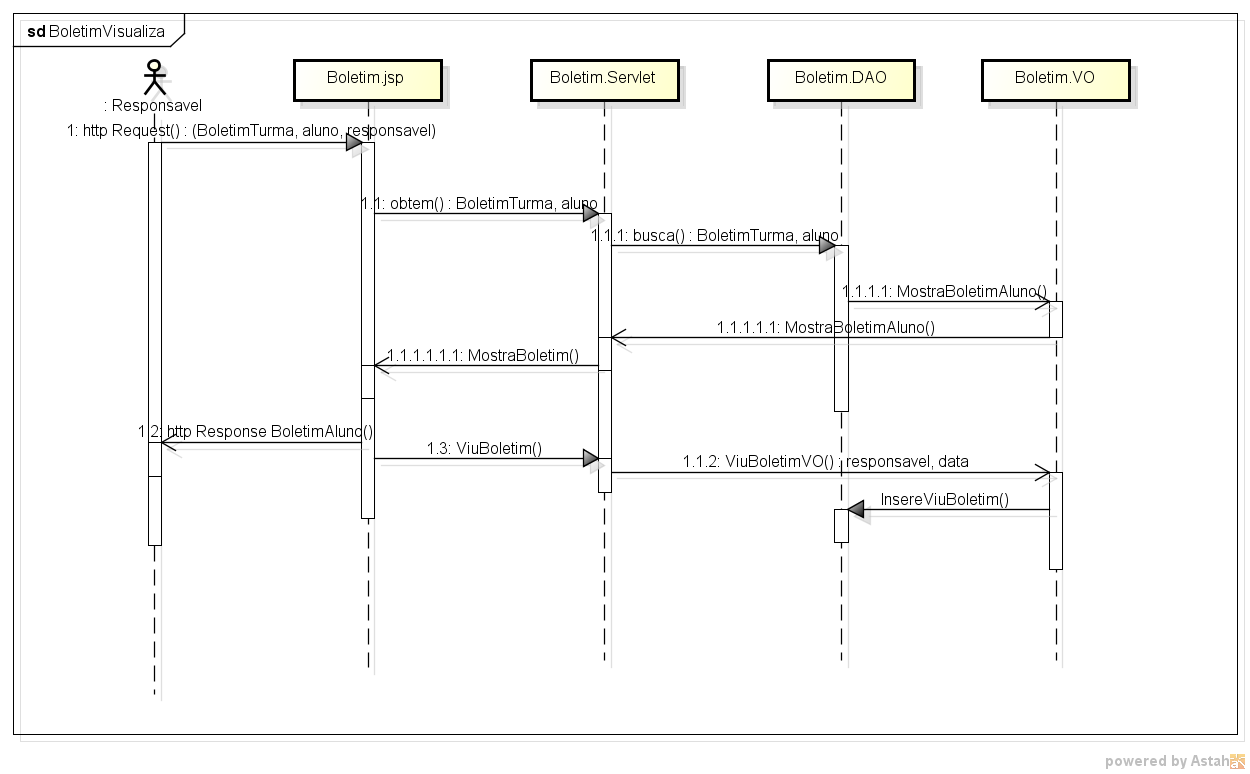 sd BoletimVisualiza
: Responsavel
Boletim.jsp
Boletim.Servlet
Boletim.DAO
Boletim.VO
1: http Request() : (BoletimTurma, aluno, responsavel)
1.1: obtem() : BoletimTurma, aluno
1.1.1: busca() : BoletimTurma, aluno
1.1.1.1: MostraBoletimAluno()
1.1.1.1.1: MostraBoletimAluno()
1.1.1.1.1.1: MostraBoletim()
1.2: http Response BoletimAluno()
1.3: ViuBoletim()
1.1.2: ViuBoletimVO() : responsavel, data
InsereViuBoletim()
powered by Astah